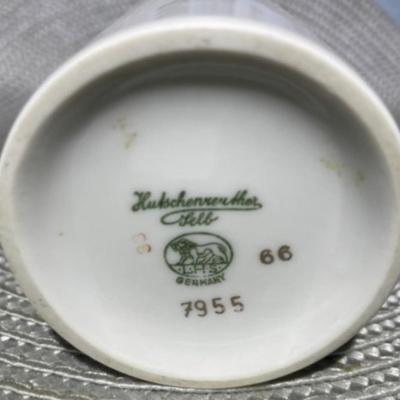 Hutschenreuther
Selb
L·H·S
GERMANY
66
7955